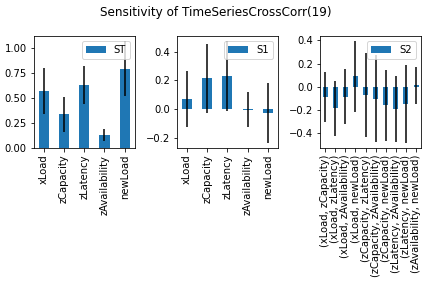 Sensitivity of TimeSeriesCrossCorr(19)
ST
1.00
0.75
0.50
0.25
0.00
xLoad
zCapacity
zLatency
zAvailability
newLoad
S1
0.4
0.2
0.0
−0.2
xLoad
zCapacity
zLatency
zAvailability
newLoad
S2
0.4
0.2
0.0
−0.2
−0.4
(xLoad, zCapacity)
(xLoad, zLatency)
(xLoad, zAvailability)
(xLoad, newLoad)
(zCapacity, zLatency)
(zCapacity, zAvailability)
(zCapacity, newLoad)
(zLatency, zAvailability)
(zLatency, newLoad)
(zAvailability, newLoad)